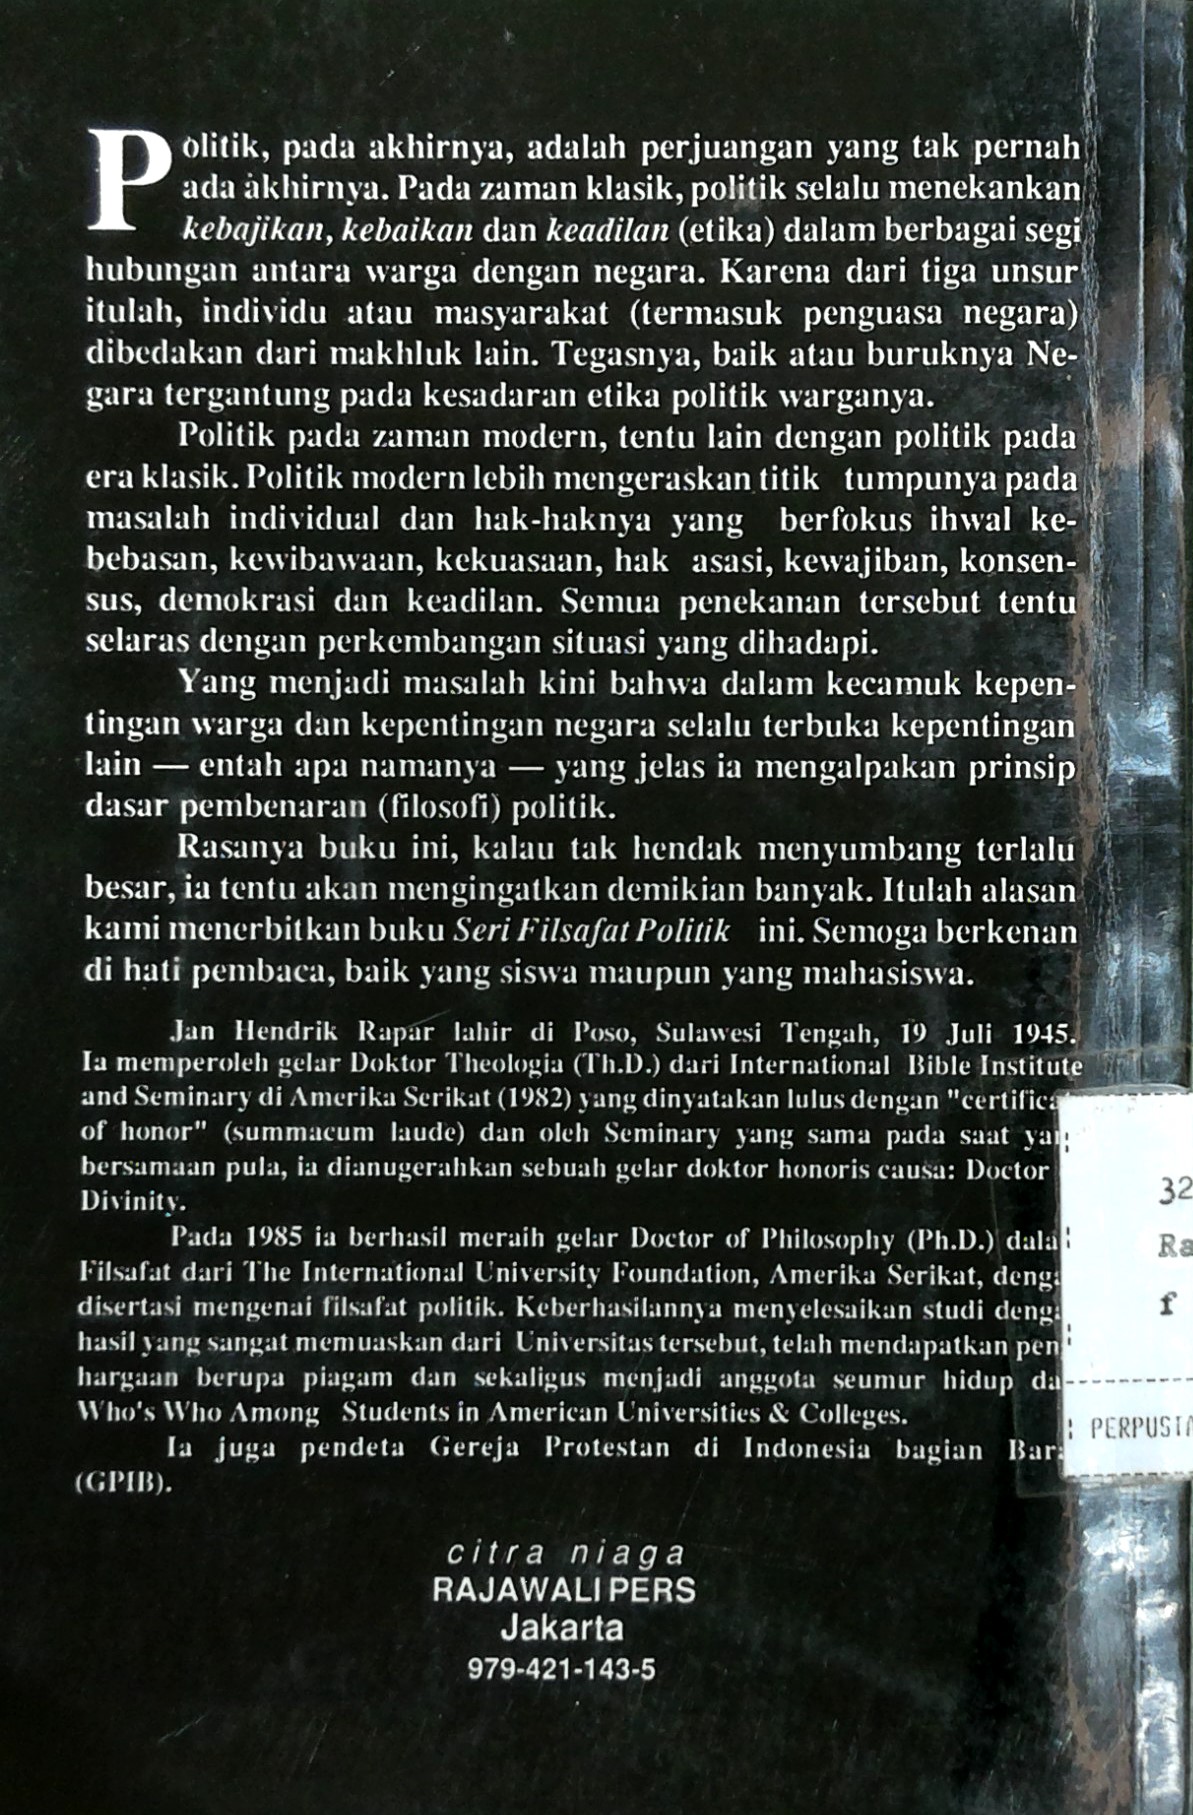 Politik, pada akhirnya, adalah perjuangan yang tak pernah
ada akhirnya. Pada zaman klasik, politik selalu menekankan
kebajikan, kebaikan dan keadilan (etika) dalam berbagai segi
hubungan antara warga dengan negara. Karena dari tiga unsur
itulah, individu atau masyarakat (termasuk penguasa negara)
dibedakan dari makhluk lain. Tegasnya, baik atau buruknya Ne-
gara tergantung pada kesadaran etika politik warganya.
Politik pada zaman modern, tentu lain dengan politik pada
era klasik. Politik modern lebih mengeraskan titik tumpunya pada
masalah individual dan hak-haknya yang berfokus ihwal ke-
bebasan, kewibawaan, kekuasaan, hak asasi, kewajiban, konsen-
sus, demokrasi dan keadilan. Semua penekanan tersebut tentu
selaras dengan perkembangan situasi yang dihadapi.
Yang menjadi masalah kini bahwa dalam kecamuk kepen-
tingan warga dan kepentingan negara selalu terbuka kepentingan
lain — entah apa namanya — yang jelas ia mengalpakan prinsip
dasar pembenaran (filosofi) politik.
Rasanya buku ini, kalau tak hendak menyumbang terlalu
besar, ia tentu akan mengingatkan demikian banyak. Itulah alasan
kami menerbitkan buku Seri Filsafat Politik ini. Semoga berkenan
di hati pembaca, baik yang siswa maupun yang mahasiswa.
Jan Hendrik Rapar lahir di Poso, Sulawesi Tengah, 19 Juli 1945.
Ia memperoleh gelar Doktor Theologia (Th.D.) dari International Bible Institute
and Seminary di Amerika Serikat (1982) yang dinyatakan lulus dengan "certifica
of honor" (summacum laude) dan oleh Seminary yang sama pada saat yan
bersamaan pula, ia dianugerahkan sebuah gelar doktor honoris causa: Doctor
Divinity.
Pada 1985 ia berhasil meraih gelar Doctor of Philosophy (Ph.D.) dala
Filsafat dari The International University Foundation, Amerika Serikat, denga
disertasi mengenai filsafat politik. Keberhasilannya menyelesaikan studi denga
hasil yang sangat memuaskan dari Universitas tersebut, telah mendapatkan pen
hargaan berupa piagam dan sekaligus menjadi anggota seumur hidup da
Who's Who Among Students in American Universities & Colleges.
Ia juga pendeta Gereja Protestan di Indonesia bagian Bara
(GPIB).
citra niaga
RAJAWALI PERS
Jakarta
979-421-143-5
32
Ra
f
PERPUSTA